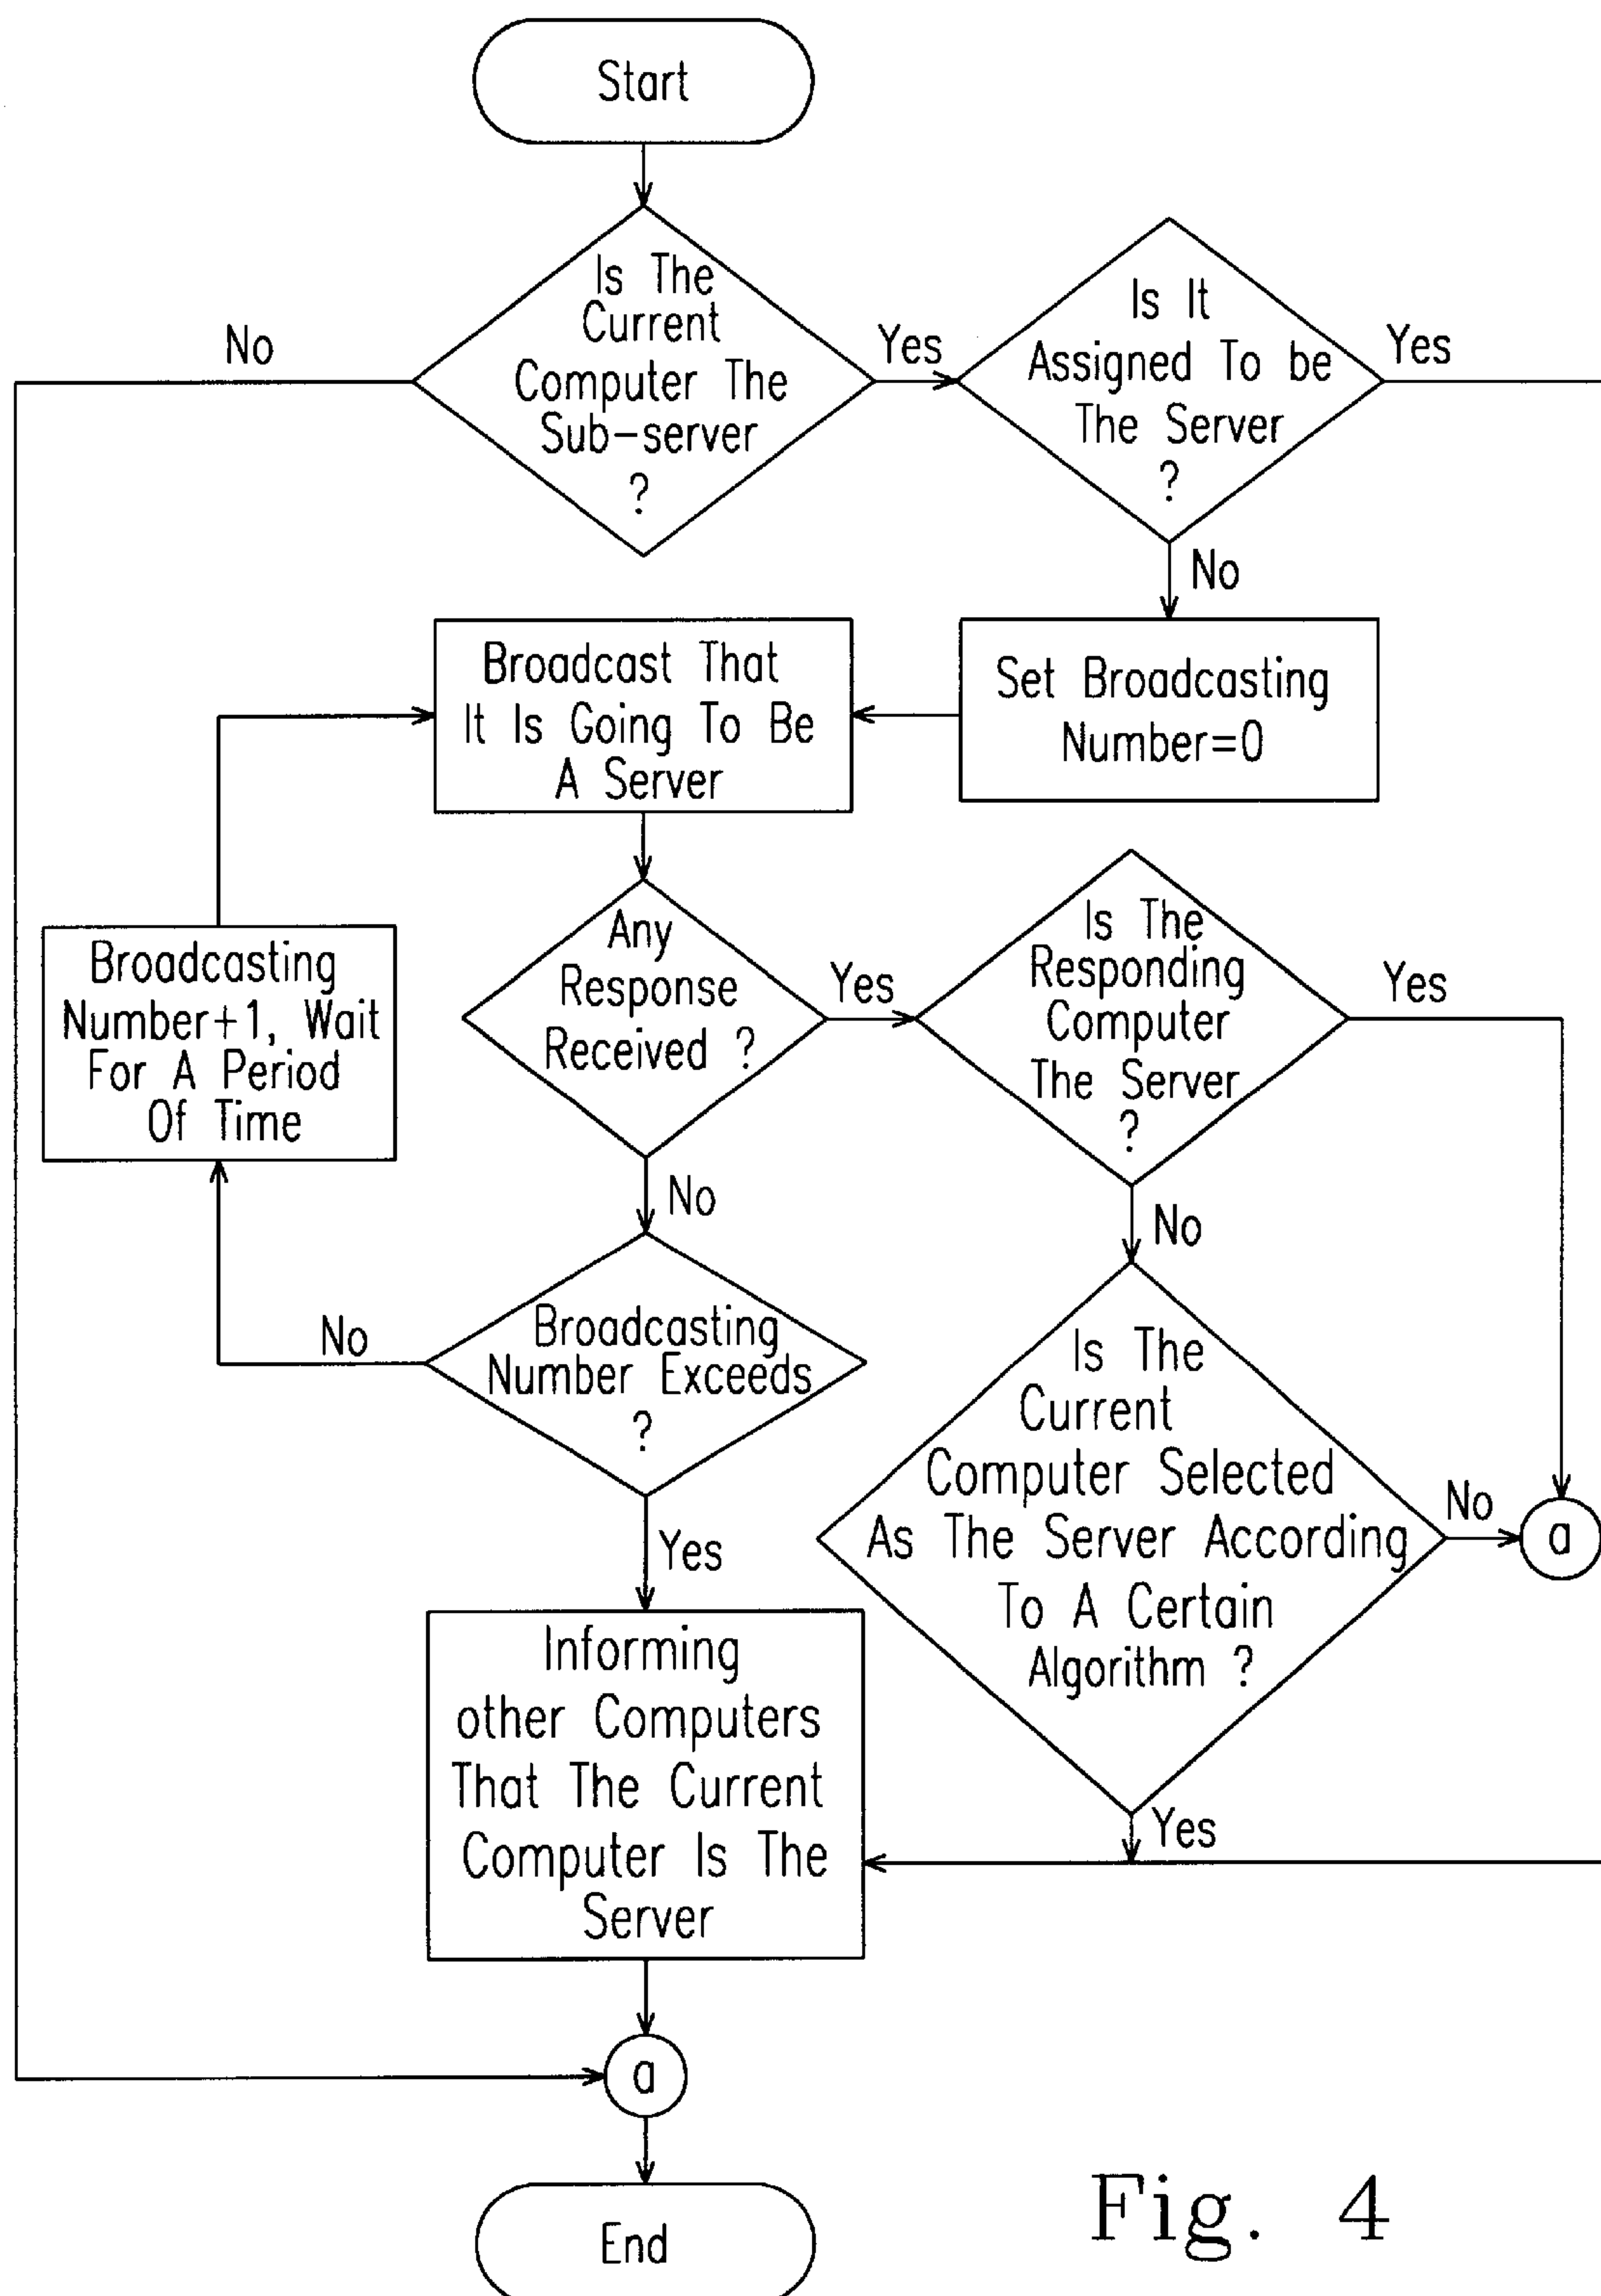 Start
Is The
Current
Computer The
Sub-server
?
No
Yes
Is It
Assigned To be
The Server
?
Yes
No
Set Broadcasting
Number=0
Broadcast That
It Is Going To Be
A Server
Broadcasting
Number+1, Wait
For A Period
Of Time
Any
Response
Received ?
Yes
Is The
Responding
Computer
The Server
?
Yes
No
No
Broadcasting
Number Exceeds
?
No
Yes
Is The
Current
Computer Selected
As The Server According
To A Certain
Algorithm ?
No
a
Yes
Informing
other Computers
That The Current
Computer Is The
Server
a
End
Fig. 4